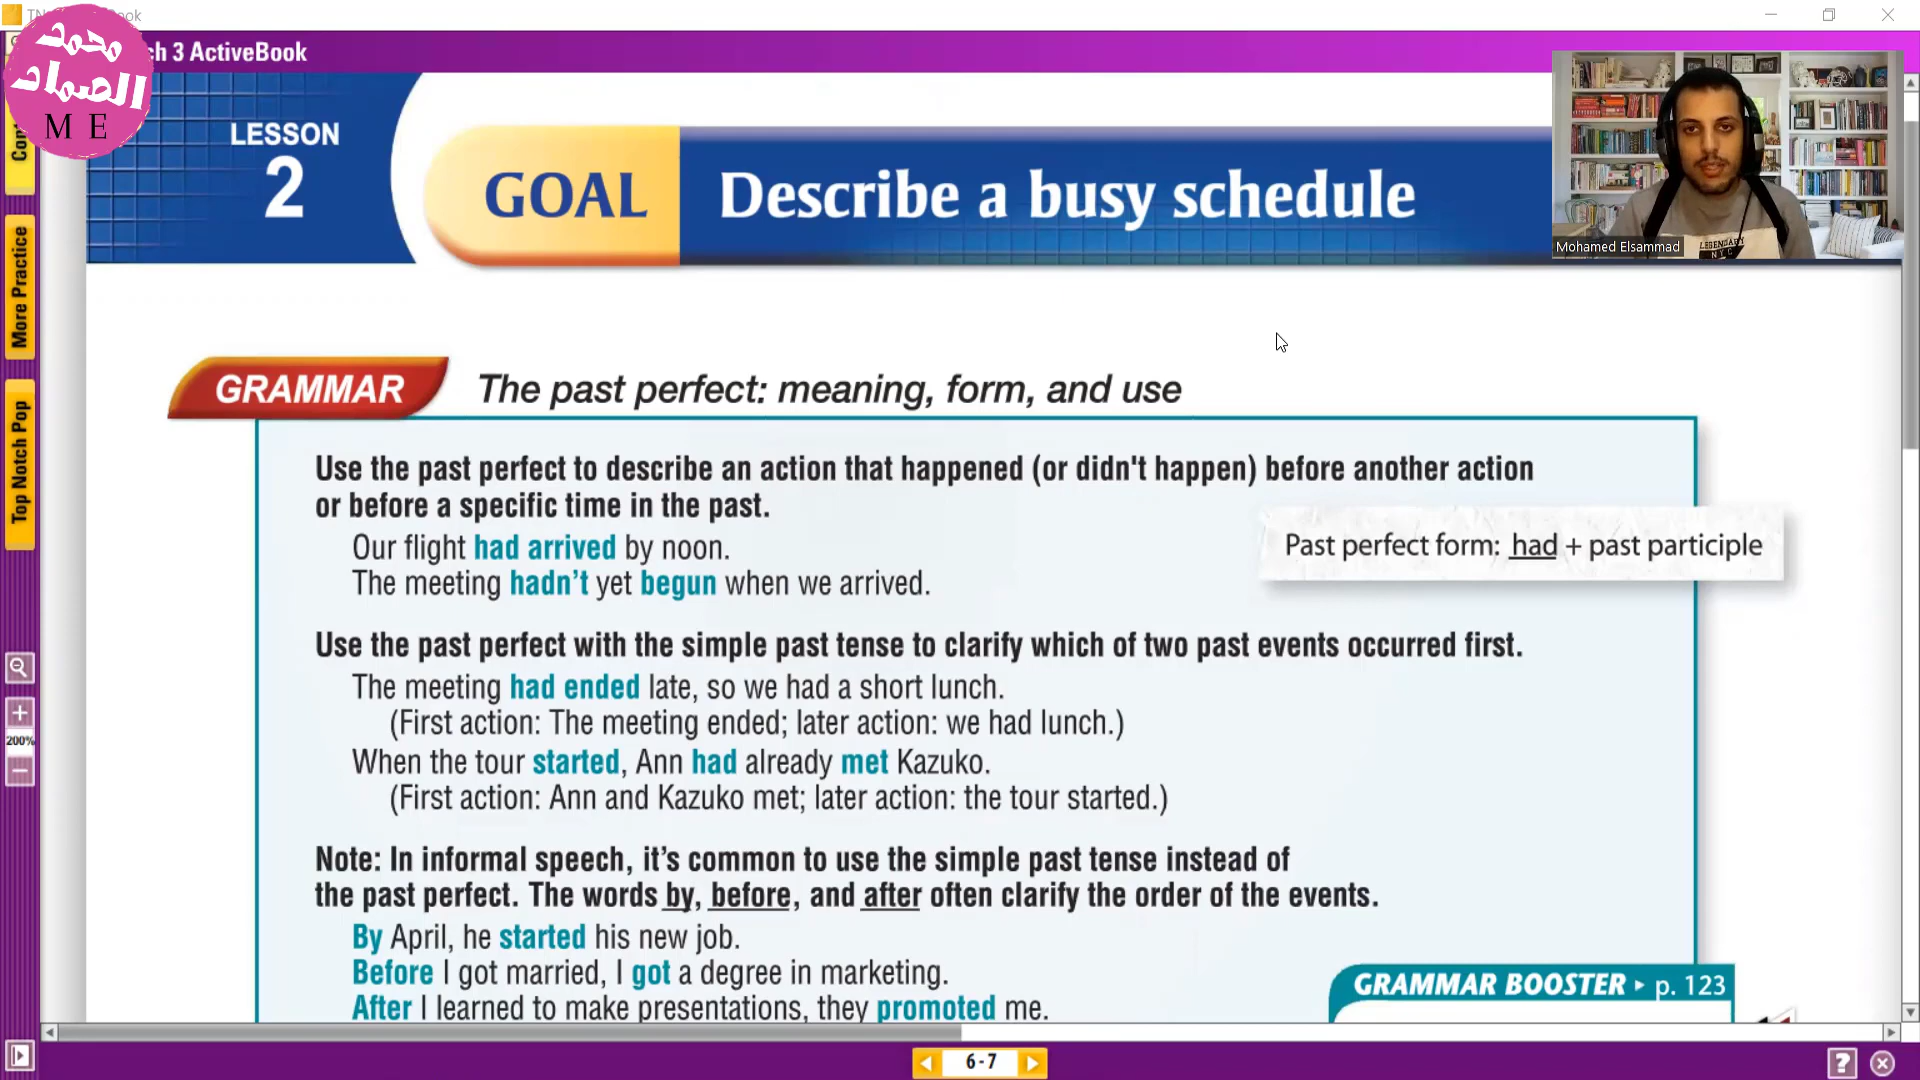 محمد
الصماد
M E
ch 3 ActiveBook
LESSON
2
GOAL
Describe a busy schedule
LEGENDARY
NYC
Mohamed Elsammad
More Practice
Top Notch Pop
200%
GRAMMAR
The past perfect: meaning, form, and use
Use the past perfect to describe an action that happened (or didn't happen) before another action
or before a specific time in the past.
Our flight had arrived by noon.
The meeting hadn't yet begun when we arrived.
Past perfect form: had + past participle
Use the past perfect with the simple past tense to clarify which of two past events occurred first.
The meeting had ended late, so we had a short lunch.
(First action: The meeting ended; later action: we had lunch.)
When the tour started, Ann had already met Kazuko.
(First action: Ann and Kazuko met; later action: the tour started.)
Note: In informal speech, it's common to use the simple past tense instead of
the past perfect. The words by, before, and after often clarify the order of the events.
By April, he started his new job.
Before I got married, I got a degree in marketing.
After I learned to make presentations, they promoted me.
GRAMMAR BOOSTER ▸ p. 123
6 - 7
?